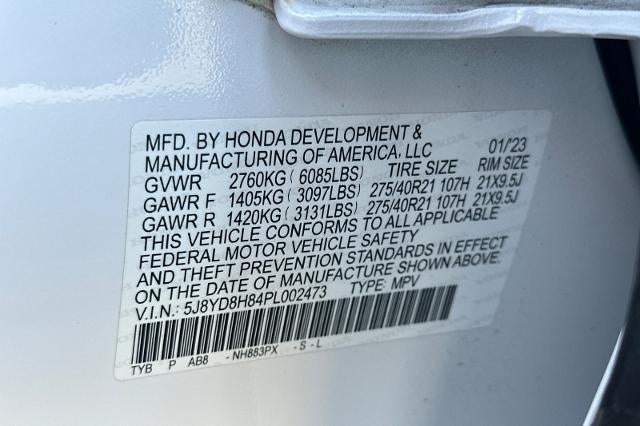 MFD. BY HONDA DEVELOPMENT & 01/23
MANUFACTURING OF AMERICA, LLC
GVWR 2760KG ( 6085LBS) TIRE SIZE RIM SIZE
GAWR F 1405KG ( 3097LBS) 275/40R21 107H 21X9.5J
GAWR R 1420KG ( 3131LBS) 275/40R21 107H 21X9.5J
THIS VEHICLE CONFORMS TO ALL APPLICABLE
FEDERAL MOTOR VEHICLE SAFETY
AND THEFT PREVENTION STANDARDS IN EFFECT
ON THE DATE OF MANUFACTURE SHOWN ABOVE.
V.I.N.: 5J8YD8H84PL002473 TYPE: MPV
TYB P AB8 - NH883PX - S - L